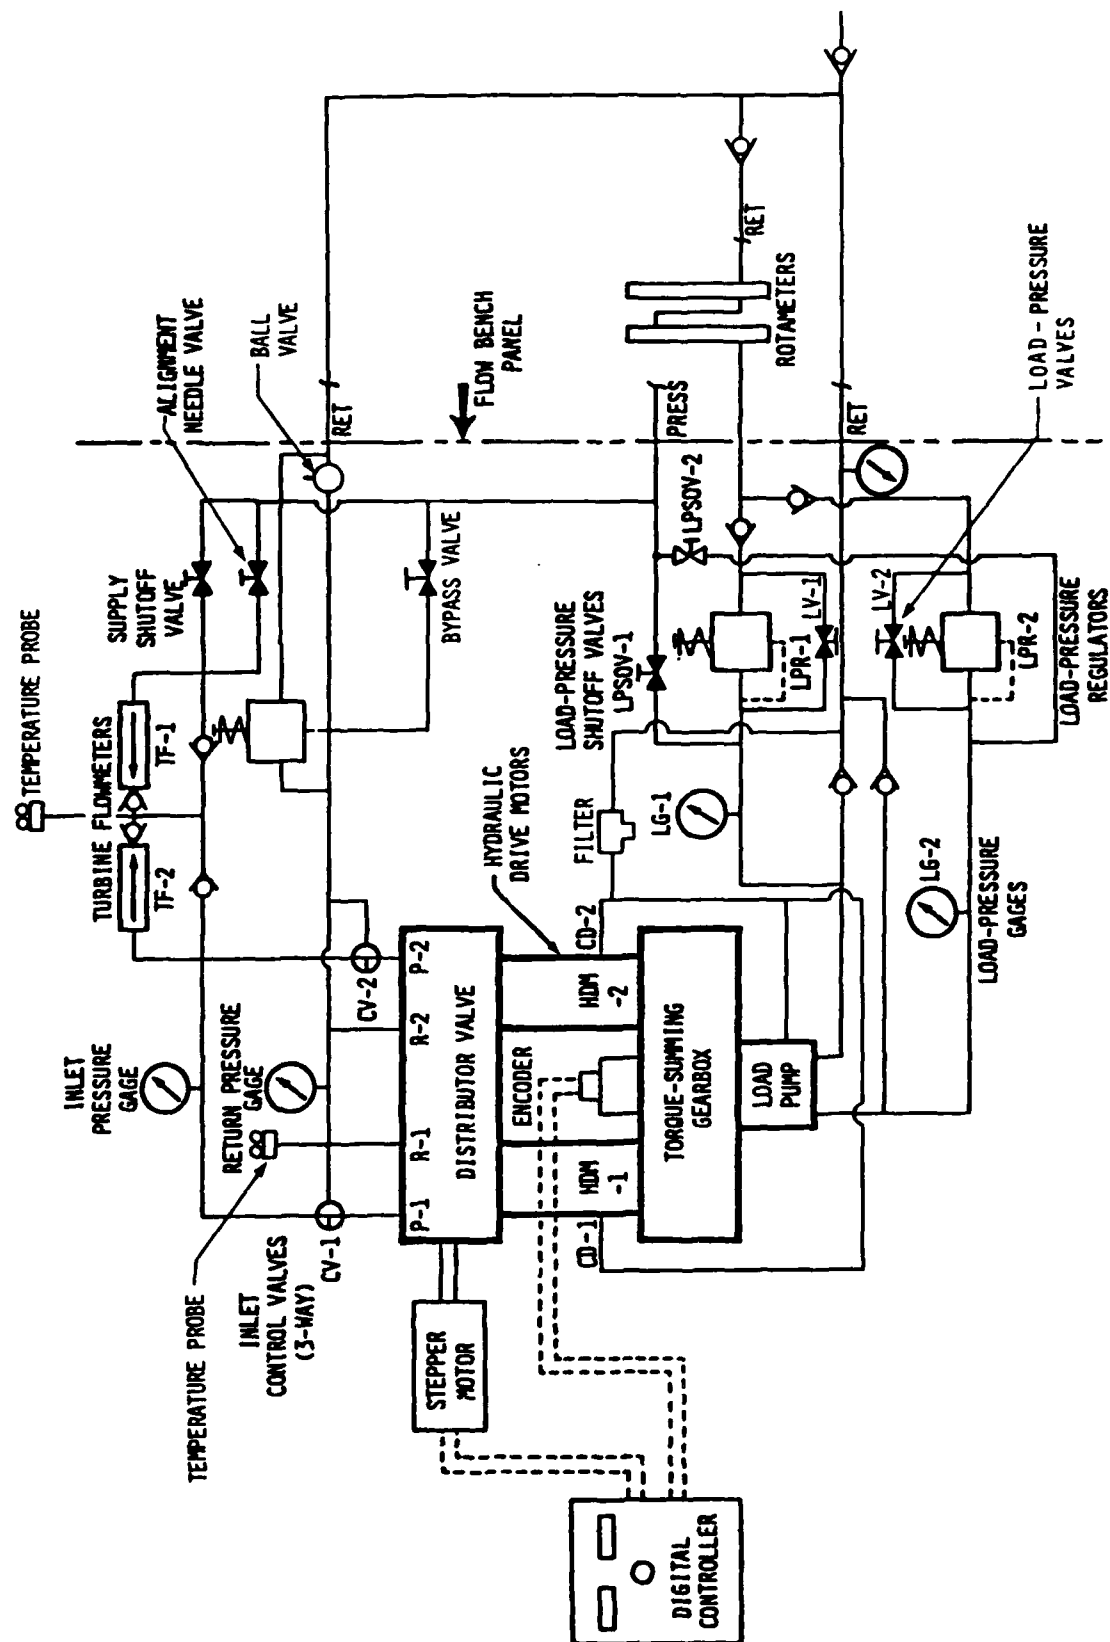 TEMPERATURE PROBE
TEMPERATURE PROBE
INLET
PRESSURE
GAGE
RETURN PRESSURE
GAGE
INLET
CONTROL VALVES
(3-WAY)
CV-1
CV-2
TURBINE FLOWMETERS
TF-2
TF-1
SUPPLY
SHUTOFF
VALVE
ALIGNMENT
NEEDLE VALVE
BALL
VALVE
RET
FLOW BENCH
PANEL
BYPASS VALVE
STEPPER
MOTOR
P-1
R-1
R-2
P-2
DISTRIBUTOR VALVE
ENCODER
HYDRAULIC
DRIVE MOTORS
CD-1
HDM
-1
HDM
-2
CD-2
TORQUE-SUMMING
GEARBOX
LOAD
PUMP
DIGITAL
CONTROLLER
FILTER
LOAD-PRESSURE
SHUTOFF VALVES
LPSOV-1
LPSOV-2
PRESS
LG-1
LPR-1
LV-1
RET
ROTAMETERS
RET
LV-2
LOAD-PRESSURE
VALVES
LG-2
LOAD-PRESSURE
GAGES
LPR-2
LOAD-PRESSURE
REGULATORS